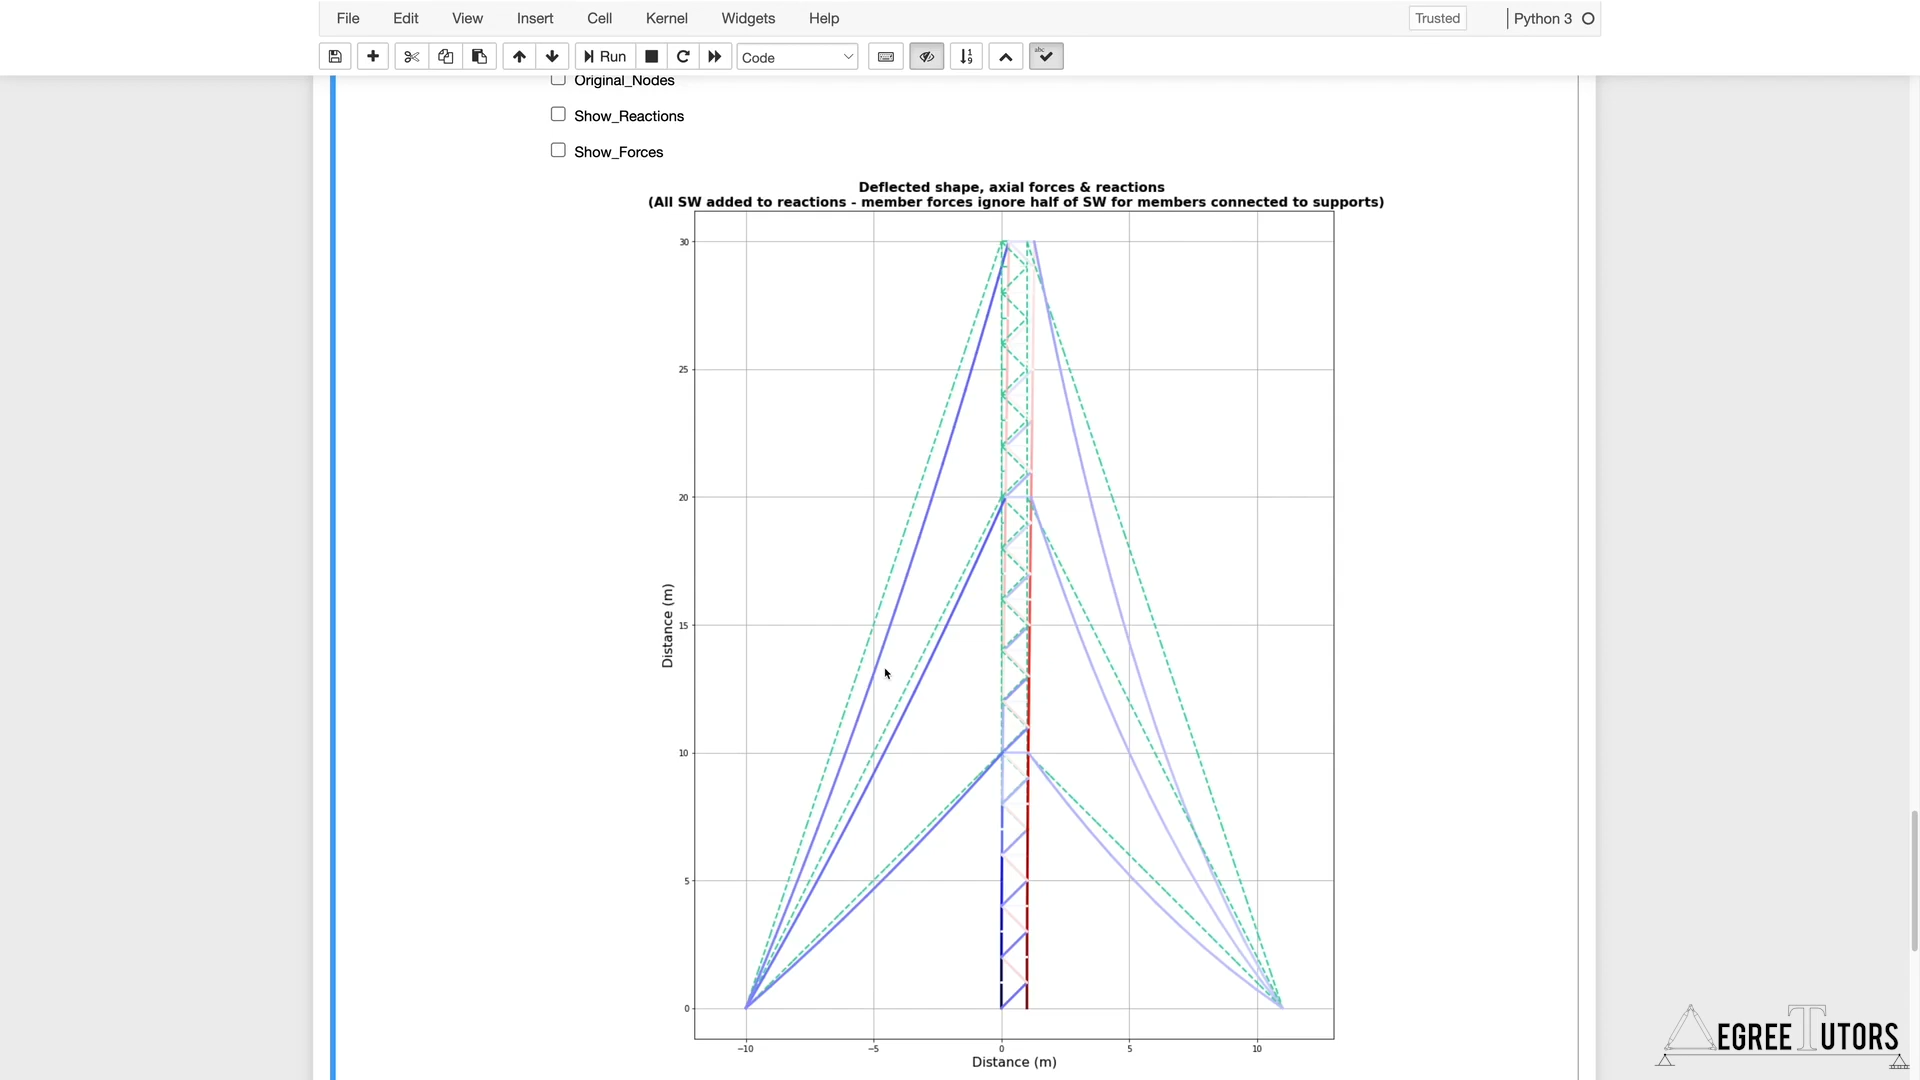 File Edit View Insert Cell Kernel Widgets Help
Trusted Python 3
Run Code
Original_Nodes
Show_Reactions
Show_Forces
Deflected shape, axial forces & reactions
(All SW added to reactions - member forces ignore half of SW for members connected to supports)
30
25
20
15
10
5
0
Distance (m)
−10 −5 0 5 10
Distance (m)
DEGREE TUTORS